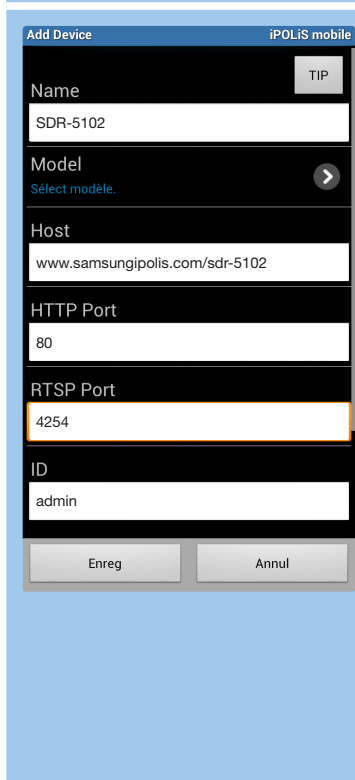 Add Device iPOLiS mobile
TIP
Name
SDR-5102
Model
Sélect modèle.
Host
www.samsungipolis.com/sdr-5102
HTTP Port
80
RTSP Port
4254
ID
admin
Enreg Annul